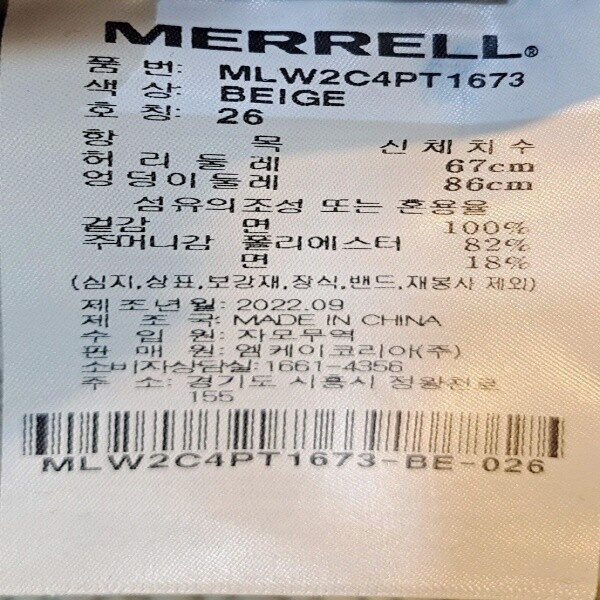 MERRELL®
품 번: MLW2C4PT1673
색 상: BEIGE
호 칭: 26
항 목 신체치수
허리둘레 67cm
엉덩이둘레 86cm
섬유의조성 또는 혼용율
겉감 면 100%
주머니감 폴리에스터 82%
면 18%
(심지,상표,보강재,장식,밴드,재봉사 제외)
제조년월: 2022.09
제 조 국: MADE IN CHINA
수 입 원: 자모무역
판 매 원: 엠케이코리아(주)
소비자상담실: 1661-4356
주 소: 경기도 시흥시 정왕천로
155
MLW2C4PT1673-BE-026